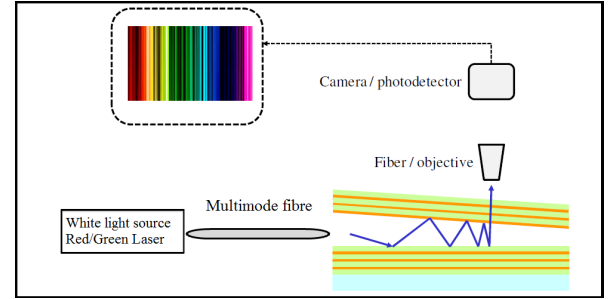 Camera / photodetector
Fiber / objective
Multimode fibre
White light source
Red/Green Laser